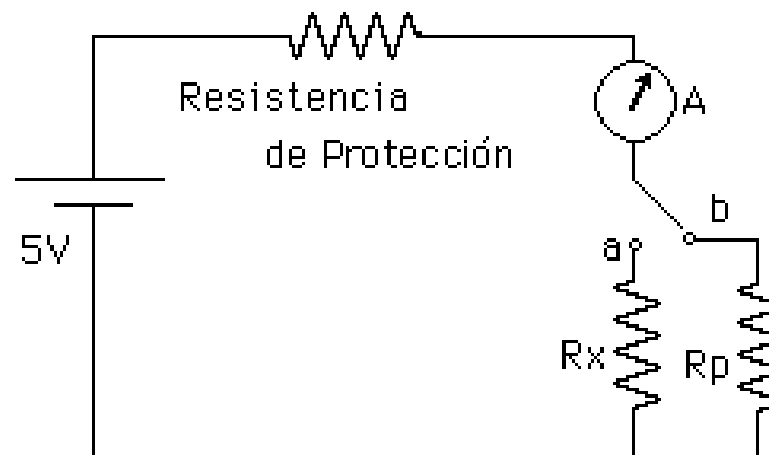 Resistencia
de Protección
A
b
5V
a
Rx
Rp